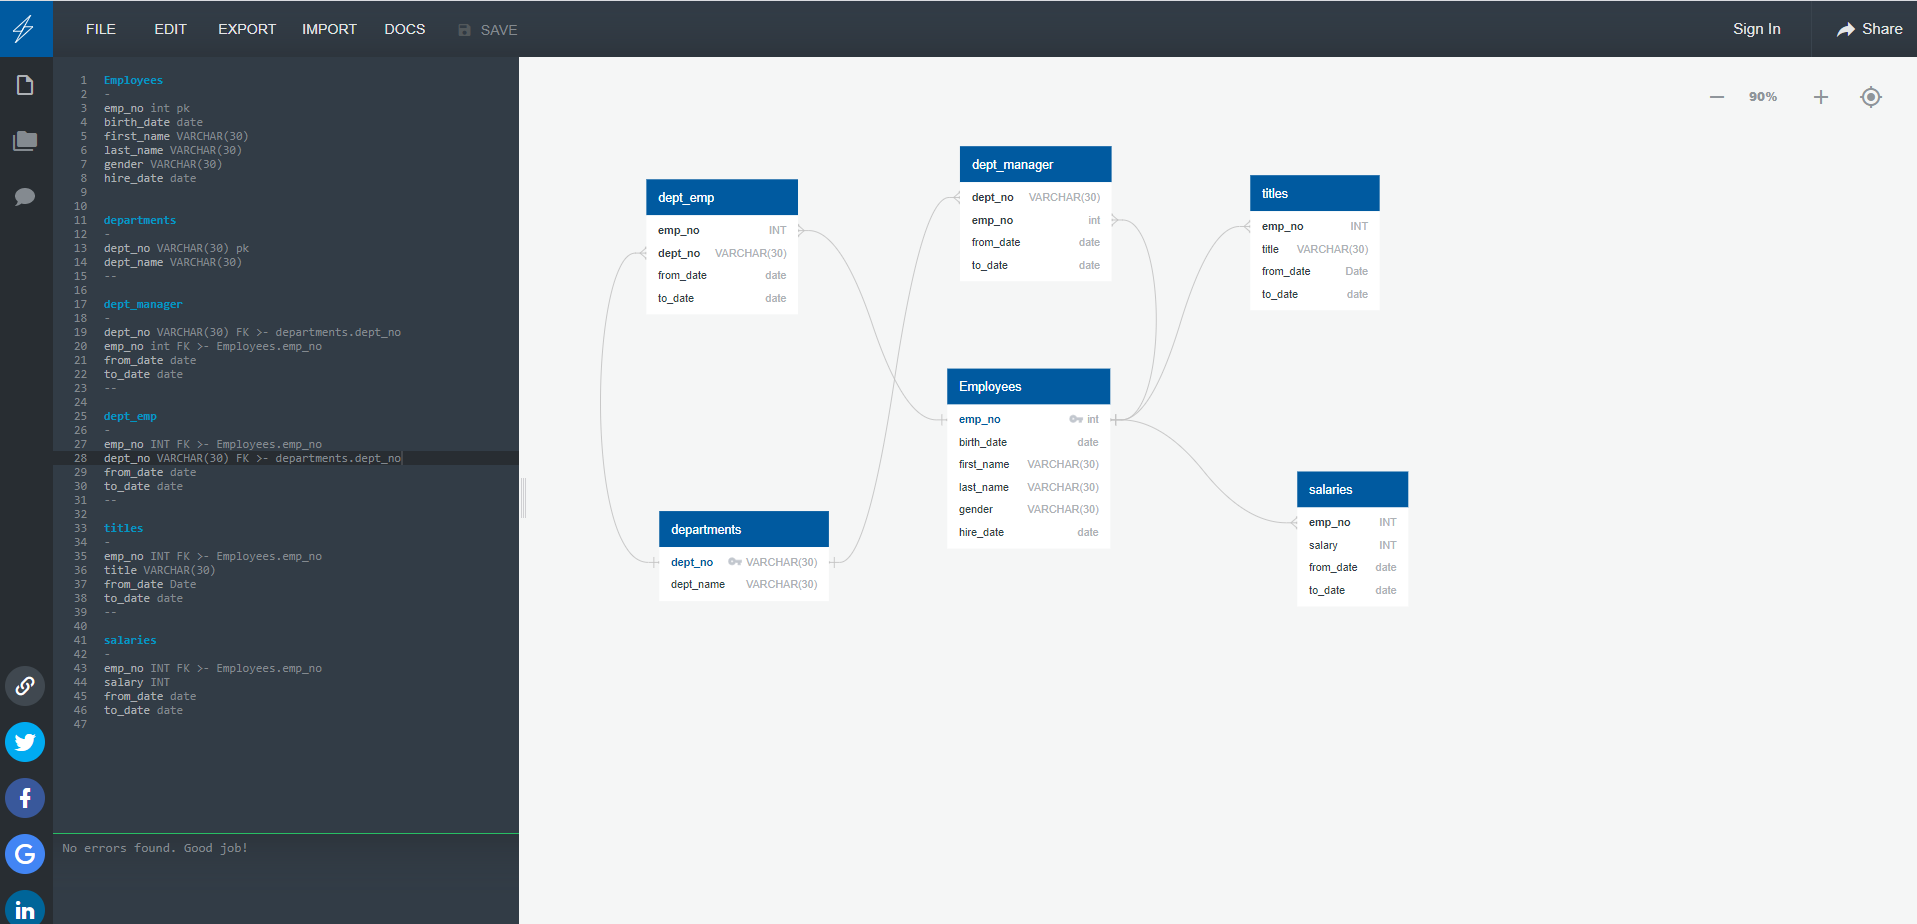 FILE EDIT EXPORT IMPORT DOCS SAVE Sign In Share
1 Employees
2 -
3 emp_no int pk
4 birth_date date
5 first_name VARCHAR(30)
6 last_name VARCHAR(30)
7 gender VARCHAR(30)
8 hire_date date
9
10
11 departments
12 -
13 dept_no VARCHAR(30) pk
14 dept_name VARCHAR(30)
15 --
16
17 dept_manager
18 -
19 dept_no VARCHAR(30) FK >- departments.dept_no
20 emp_no int FK >- Employees.emp_no
21 from_date date
22 to_date date
23 --
24
25 dept_emp
26 -
27 emp_no INT FK >- Employees.emp_no
28 dept_no VARCHAR(30) FK >- departments.dept_no
29 from_date date
30 to_date date
31 --
32
33 titles
34 -
35 emp_no INT FK >- Employees.emp_no
36 title VARCHAR(30)
37 from_date Date
38 to_date date
39 --
40
41 salaries
42 -
43 emp_no INT FK >- Employees.emp_no
44 salary INT
45 from_date date
46 to_date date
47
No errors found. Good job!
90%
dept_emp
emp_no INT
dept_no VARCHAR(30)
from_date date
to_date date
dept_manager
dept_no VARCHAR(30)
emp_no int
from_date date
to_date date
titles
emp_no INT
title VARCHAR(30)
from_date Date
to_date date
Employees
emp_no int
birth_date date
first_name VARCHAR(30)
last_name VARCHAR(30)
gender VARCHAR(30)
hire_date date
departments
dept_no VARCHAR(30)
dept_name VARCHAR(30)
salaries
emp_no INT
salary INT
from_date date
to_date date